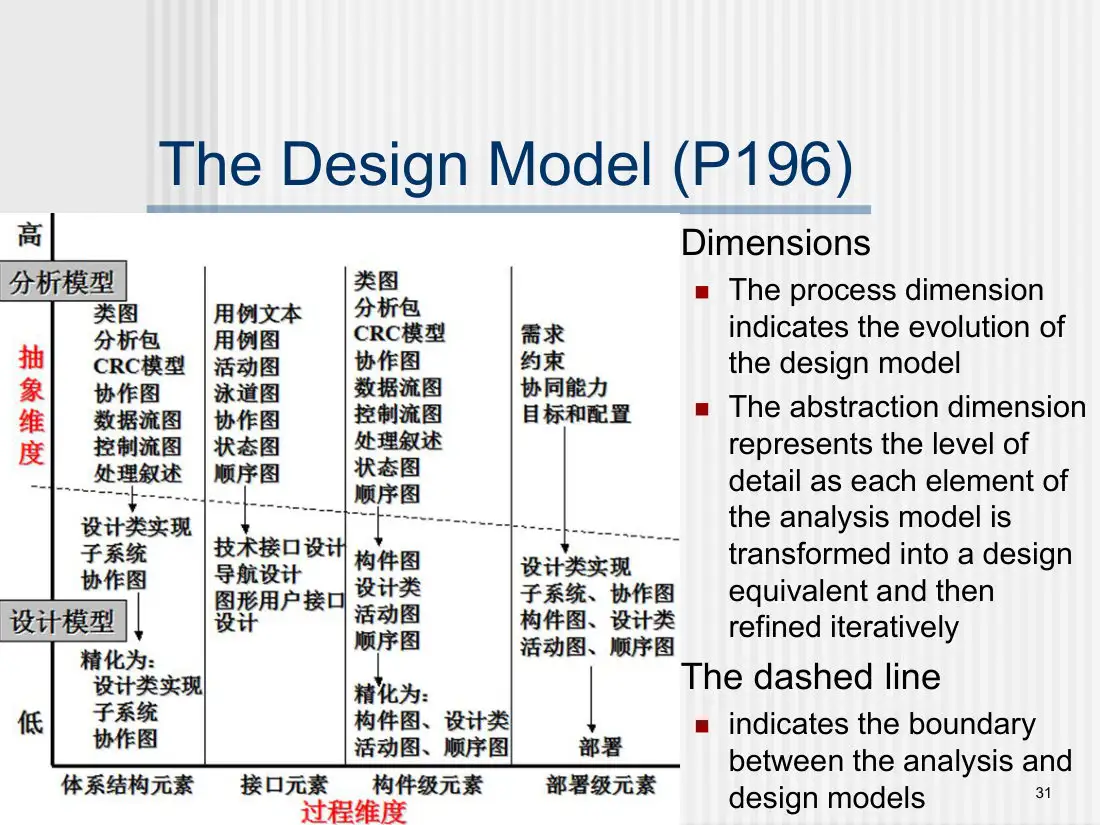 The Design Model (P196)
高
分析模型
抽
象
维
度
设计模型
低
类图
分析包
CRC模型
协作图
数据流图
控制流图
处理叙述
设计类实现
子系统
协作图
精化为：
设计类实现
子系统
协作图
体系结构元素
用例文本
用例图
活动图
泳道图
协作图
状态图
顺序图
技术接口设计
导航设计
图形用户接口
设计
接口元素
类图
分析包
CRC模型
协作图
数据流图
控制流图
处理叙述
状态图
顺序图
构件图
设计类
活动图
顺序图
精化为：
构件图、设计类
活动图、顺序图
构件级元素
需求
约束
协同能力
目标和配置
设计类实现
子系统、协作图
构件图、设计类
活动图、顺序图
部署
部署级元素
过程维度
Dimensions
The process dimension
indicates the evolution of
the design model
The abstraction dimension
represents the level of
detail as each element of
the analysis model is
transformed into a design
equivalent and then
refined iteratively
The dashed line
indicates the boundary
between the analysis and
design models
31